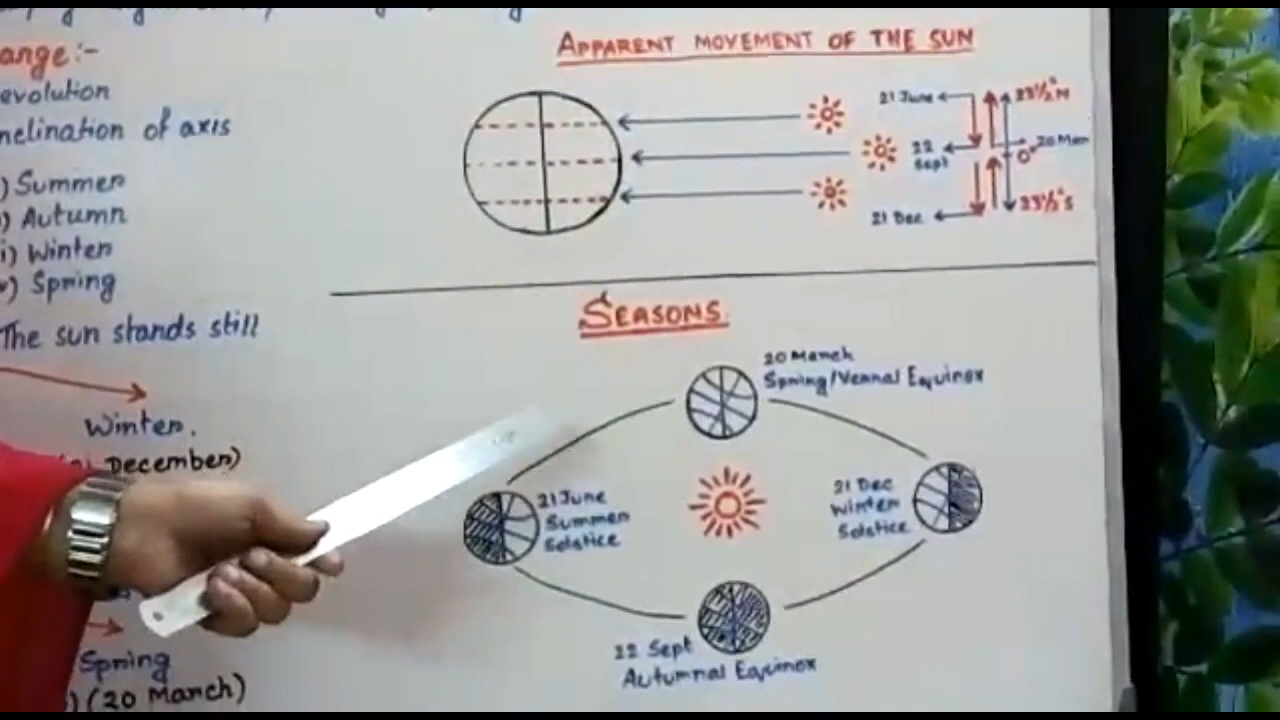 ange:-
evolution
nclination of axis
) Summer
) Autumn
i) Winter
v) Spring
The sun stands still
Winter.
December)
Spring
) (20 March)
APPARENT MOVEMENT OF THE SUN
21 June
23½°N
22 Sept
20 Mar
0°
21 Dec
23½°S
SEASONS
20 March
Spring/Vernal Equinox
21 June
Summer
Solstice
21 Dec
Winter
Solstice
22 Sept
Autumnal Equinox